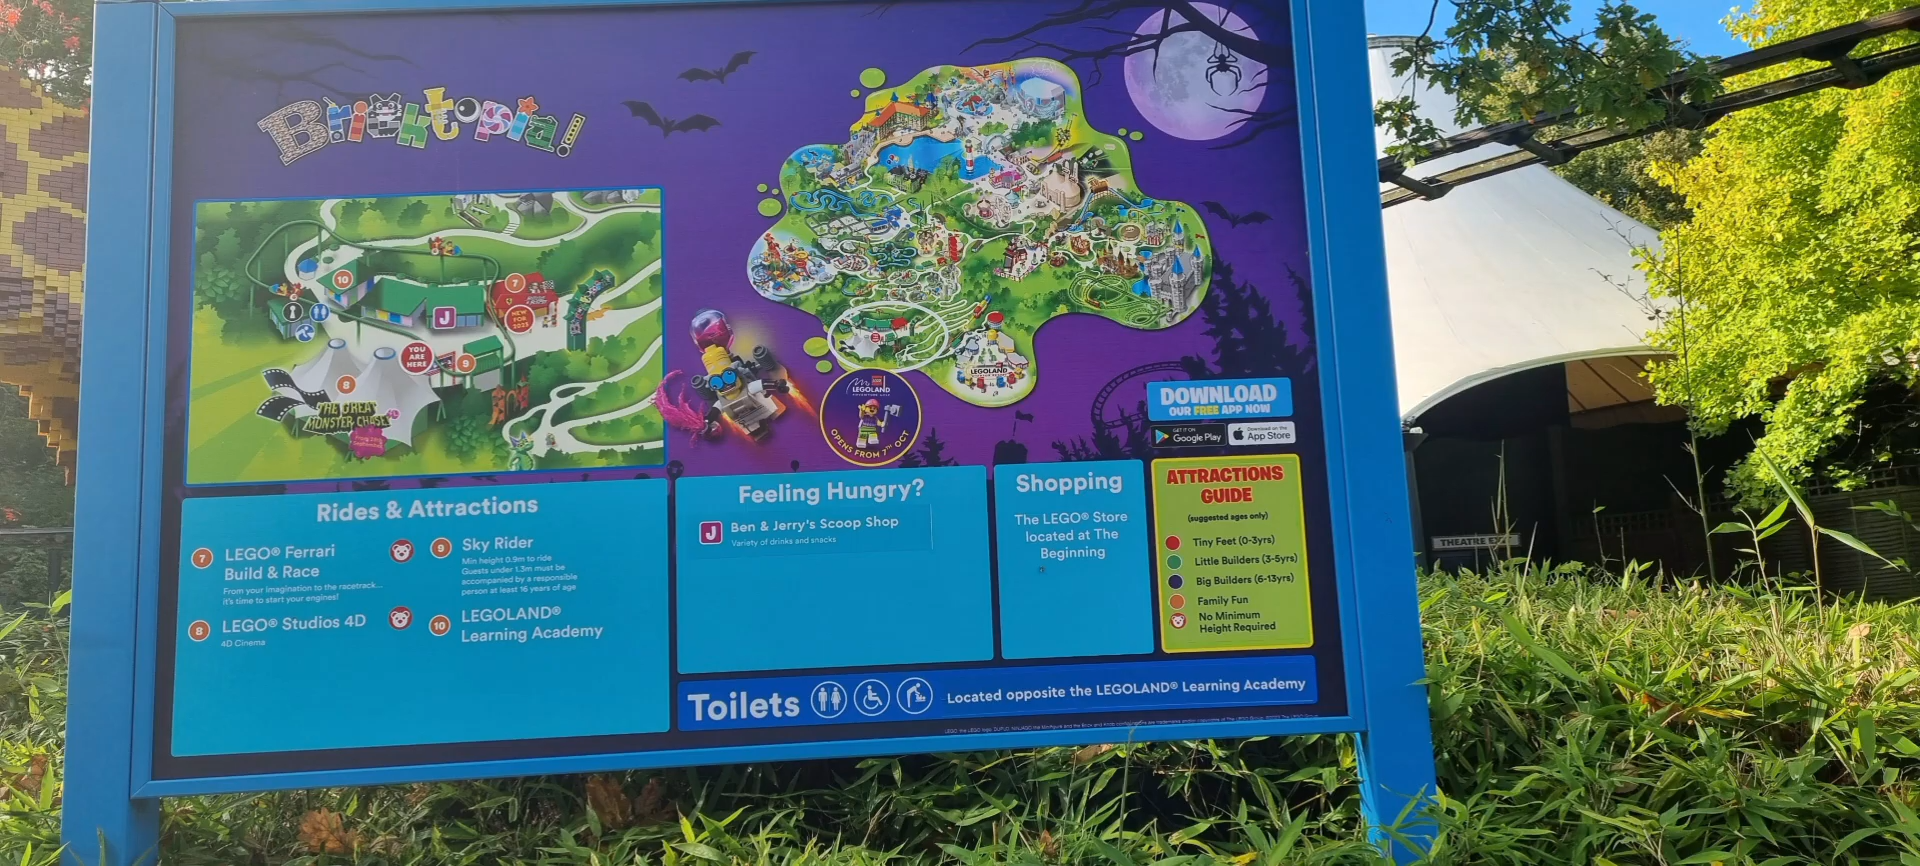 Bricktopia!
10
7
J
NEW
FOR
2023
YOU
ARE
HERE
9
8
THE GREAT
MONSTER CHASE
LEGOLAND
LEGOLAND
OPENS FROM 7TH OCT
DOWNLOAD
OUR FREE APP NOW
GET IT ON
Google Play
Download on the
App Store
Rides & Attractions
7 LEGO® Ferrari
Build & Race
From your imagination to the racetrack...
it's time to start your engines!
8 LEGO® Studios 4D
4D Cinema
9 Sky Rider
Min height 0.9m to ride
Guests under 1.3m must be
accompanied by a responsible
person at least 16 years of age
10 LEGOLAND®
Learning Academy
Feeling Hungry?
J Ben & Jerry's Scoop Shop
Variety of drinks and snacks
Shopping
The LEGO® Store
located at The
Beginning
ATTRACTIONS
GUIDE
(suggested ages only)
Tiny Feet (0-3yrs)
Little Builders (3-5yrs)
Big Builders (6-13yrs)
Family Fun
No Minimum
Height Required
Toilets
Located opposite the LEGOLAND® Learning Academy
THEATRE EXIT